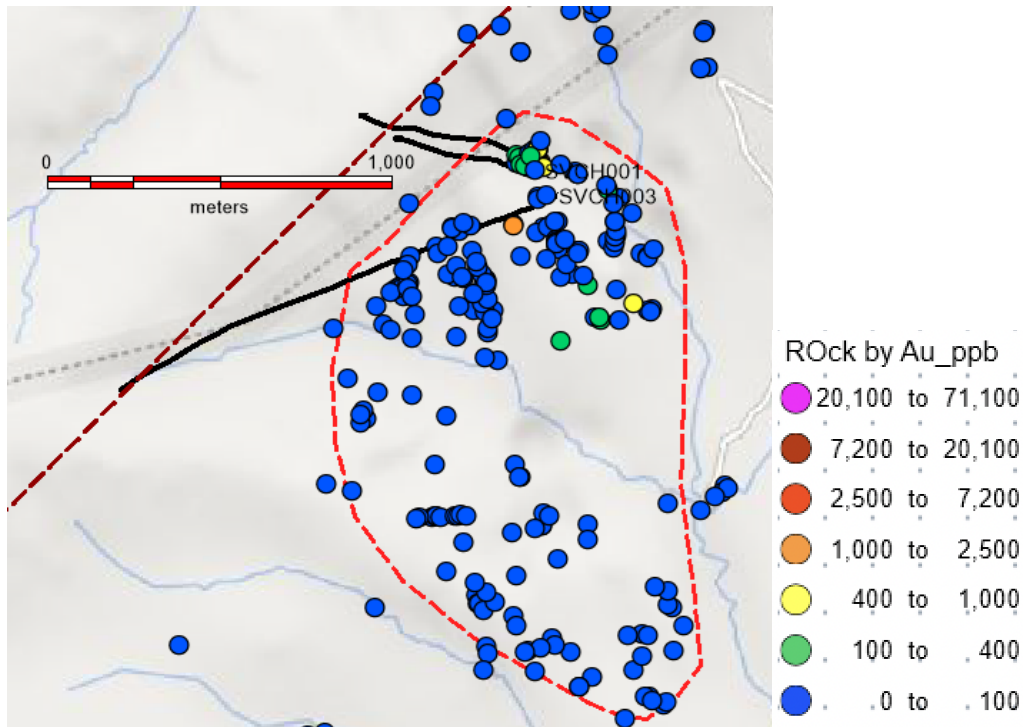 0 1,000
meters
SVCH001
SVCH003
ROck by Au_ppb
20,100 to 71,100
7,200 to 20,100
2,500 to 7,200
1,000 to 2,500
400 to 1,000
100 to 400
0 to 100